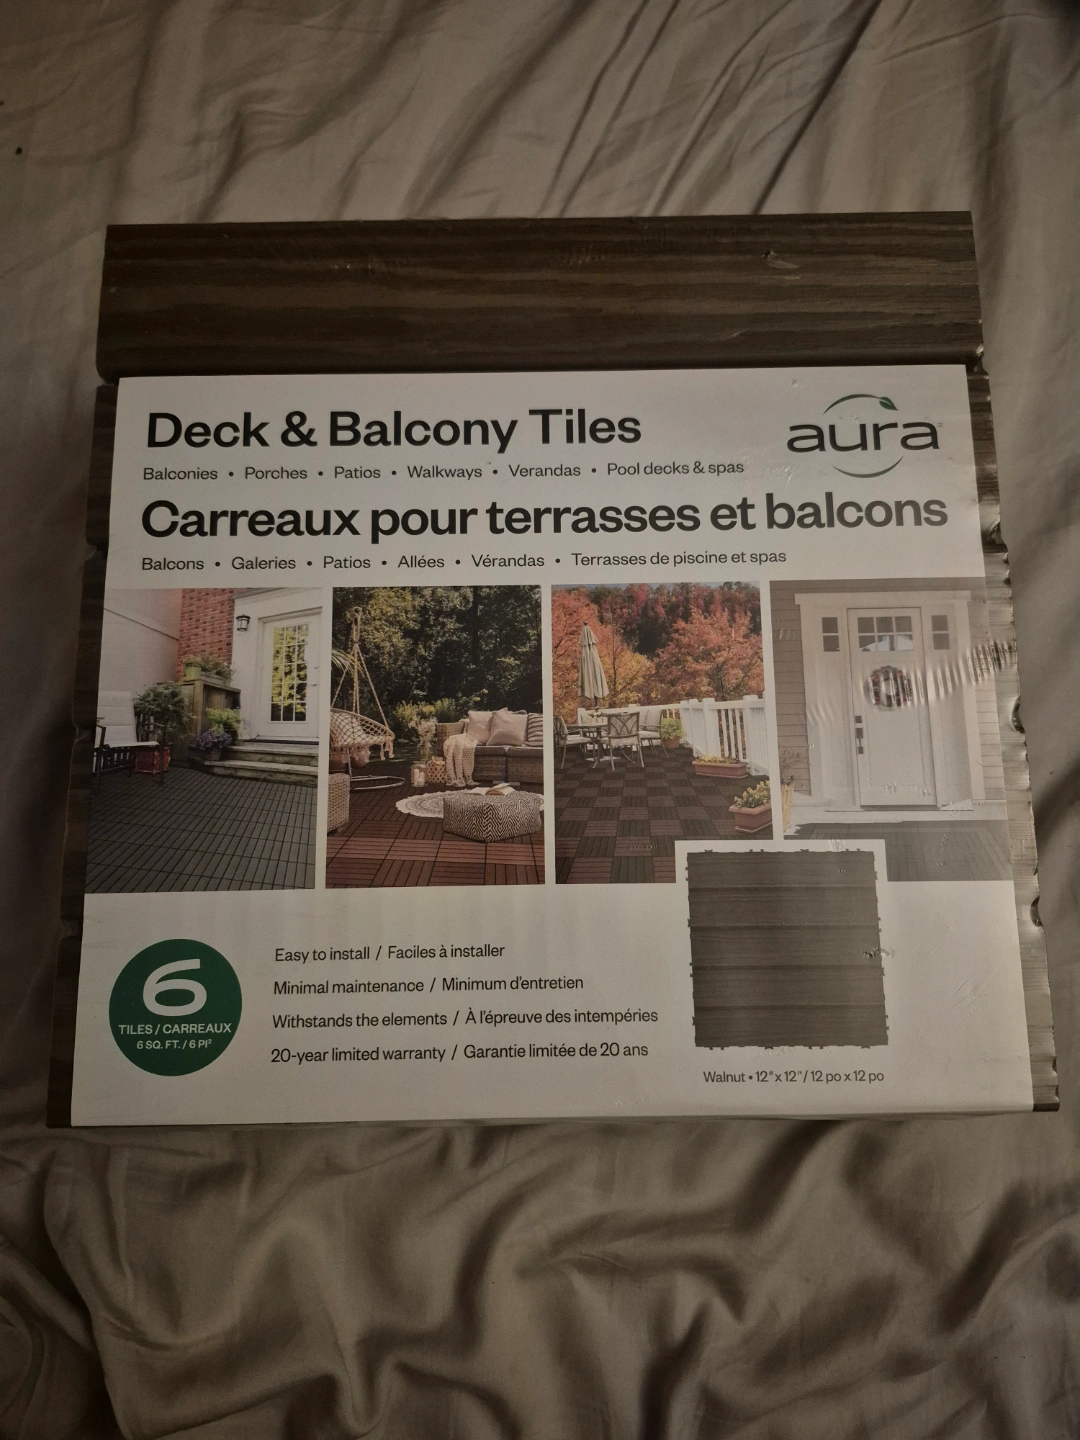 Deck & Balcony Tiles
aura
Balconies • Porches • Patios • Walkways • Verandas • Pool decks & spas
Carreaux pour terrasses et balcons
Balcons • Galeries • Patios • Allées • Vérandas • Terrasses de piscine et spas
6
TILES / CARREAUX
6 SQ. FT. / 6 PI²
Easy to install / Faciles à installer
Minimal maintenance / Minimum d'entretien
Withstands the elements / À l'épreuve des intempéries
20-year limited warranty / Garantie limitée de 20 ans
Walnut • 12" x 12" / 12 po x 12 po